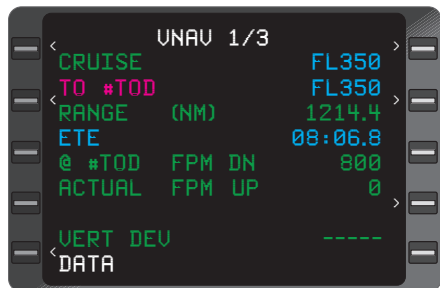 VNAV 1/3
CRUISE FL350
TO #TOD FL350
RANGE (NM) 1214.4
ETE 08:06.8
@ #TOD FPM DN 800
ACTUAL FPM UP 0
VERT DEV -----
DATA